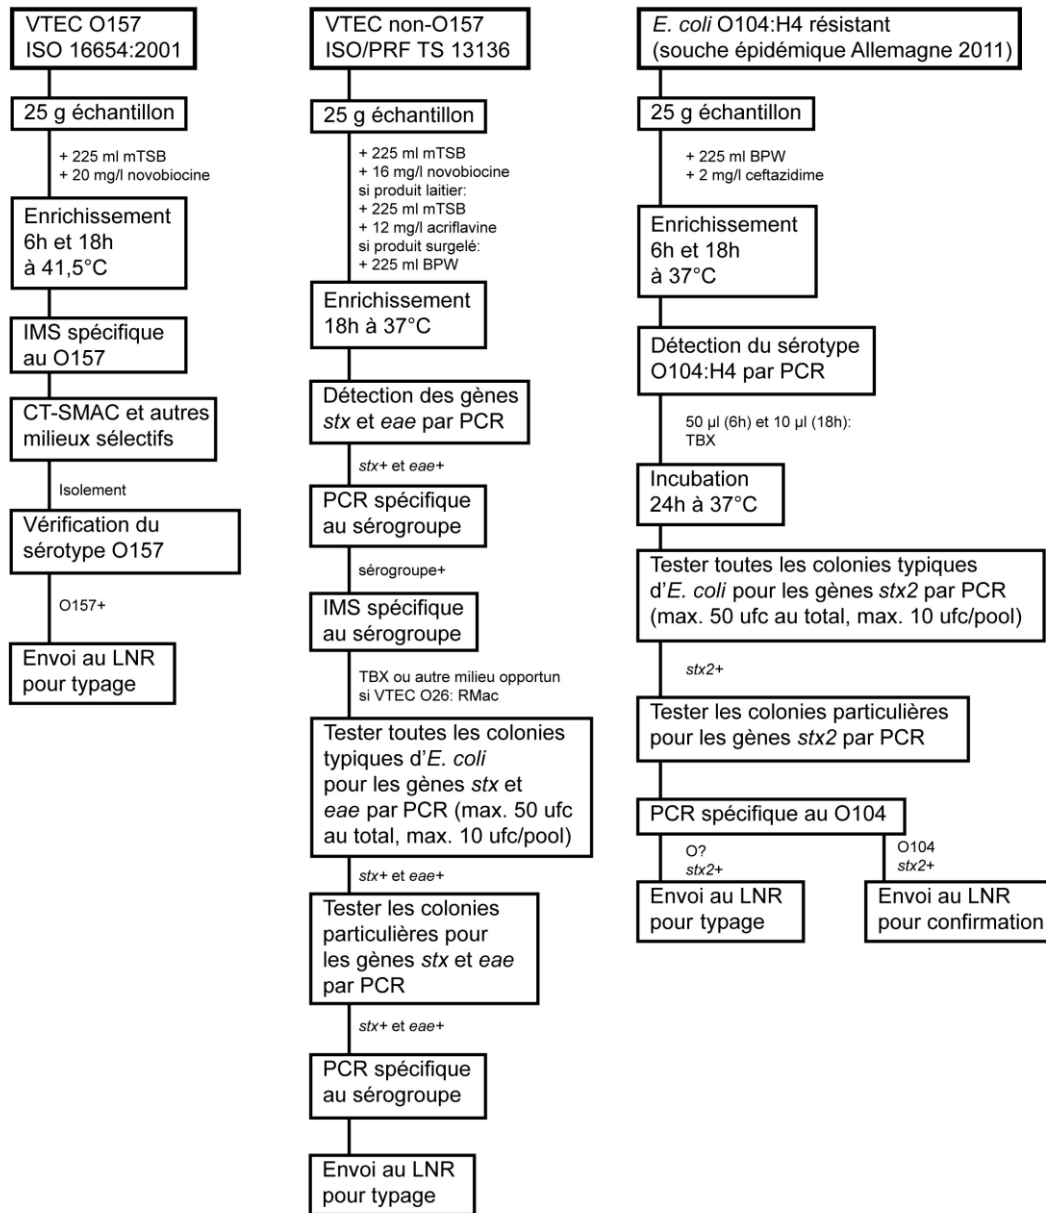 VTEC O157
ISO 16654:2001
25 g échantillon
+ 225 ml mTSB
+ 20 mg/l novobiocine
Enrichissement
6h et 18h
à 41,5°C
IMS spécifique
au O157
CT-SMAC et autres
milieux sélectifs
Isolement
Vérification du
sérotype O157
O157+
Envoi au LNR
pour typage
VTEC non-O157
ISO/PRF TS 13136
25 g échantillon
+ 225 ml mTSB
+ 16 mg/l novobiocine
si produit laitier:
+ 225 ml mTSB
+ 12 mg/l acriflavine
si produit surgelé:
+ 225 ml BPW
Enrichissement
18h à 37°C
Détection des gènes
stx et eae par PCR
stx+ et eae+
PCR spécifique
au sérogroupe
sérogroupe+
IMS spécifique
au sérogroupe
TBX ou autre milieu opportun
si VTEC O26: RMac
Tester toutes les colonies
typiques d'E. coli
pour les gènes stx et
eae par PCR (max. 50 ufc
au total, max. 10 ufc/pool)
stx+ et eae+
Tester les colonies
particulières pour
les gènes stx et eae
par PCR
stx+ et eae+
PCR spécifique
au sérogroupe
Envoi au LNR
pour typage
E. coli O104:H4 résistant
(souche épidémique Allemagne 2011)
25 g échantillon
+ 225 ml BPW
+ 2 mg/l ceftazidime
Enrichissement
6h et 18h
à 37°C
Détection du sérotype
O104:H4 par PCR
50 µl (6h) et 10 µl (18h):
TBX
Incubation
24h à 37°C
Tester toutes les colonies typiques
d'E. coli pour les gènes stx2 par PCR
(max. 50 ufc au total, max. 10 ufc/pool)
stx2+
Tester les colonies particulières
pour les gènes stx2 par PCR
PCR spécifique au O104
O?
stx2+
Envoi au LNR
pour typage
O104
stx2+
Envoi au LNR
pour confirmation